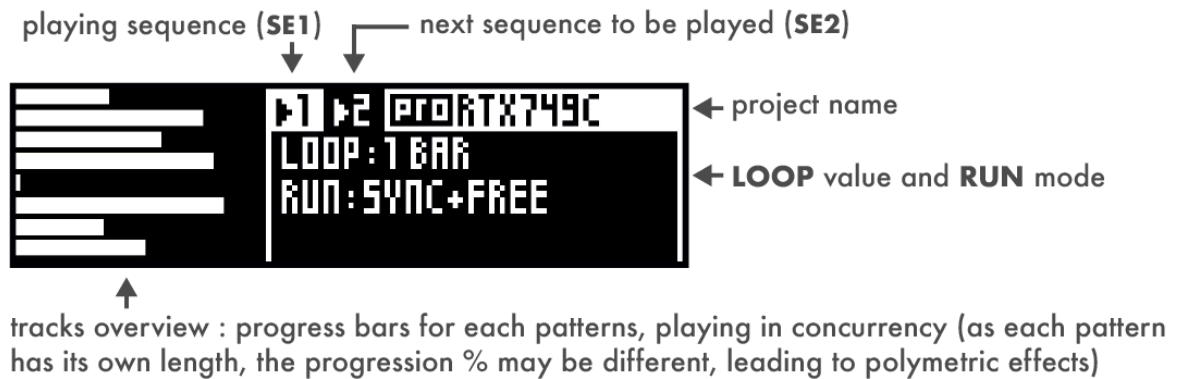 playing sequence (SE1)
next sequence to be played (SE2)
▶1 ▶2 proRTX749C
project name
LOOP:1 BAR
LOOP value and RUN mode
RUN:SYNC+FREE
tracks overview : progress bars for each patterns, playing in concurrency (as each pattern
has its own length, the progression % may be different, leading to polymetric effects)